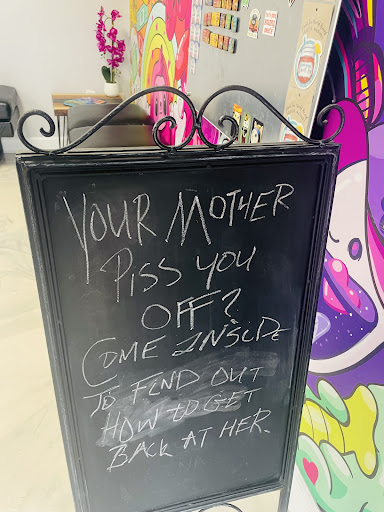 YOUR MOTHER
PISS YOU
OFF?
COME INSIDE
TO FIND OUT
HOW TO GET
BACK AT HER.